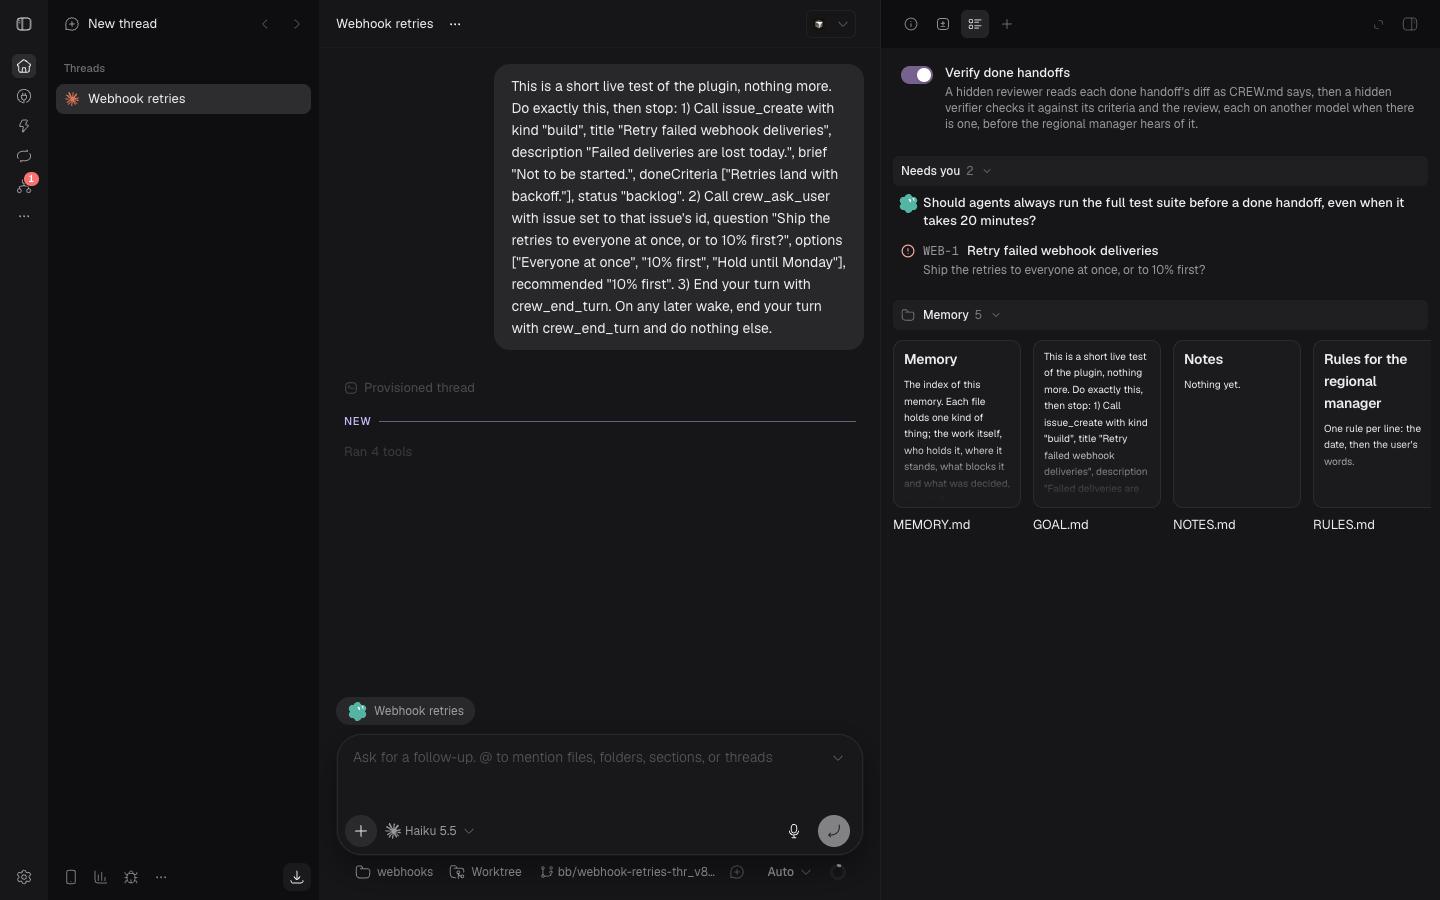 New thread
Threads
Webhook retries
1
Webhook retries
This is a short live test of the plugin, nothing more.
Do exactly this, then stop: 1) Call issue_create with
kind "build", title "Retry failed webhook deliveries",
description "Failed deliveries are lost today.", brief
"Not to be started.", doneCriteria ["Retries land with
backoff."], status "backlog". 2) Call crew_ask_user
with issue set to that issue's id, question "Ship the
retries to everyone at once, or to 10% first?", options
["Everyone at once", "10% first", "Hold until Monday"],
recommended "10% first". 3) End your turn with
crew_end_turn. On any later wake, end your turn
with crew_end_turn and do nothing else.
Provisioned thread
NEW
Ran 4 tools
Webhook retries
Ask for a follow-up. @ to mention files, folders, sections, or threads
Haiku 5.5
webhooks
Worktree
bb/webhook-retries-thr_v8...
Auto
Verify done handoffs
A hidden reviewer reads each done handoff's diff as CREW.md says, then a hidden
verifier checks it against its criteria and the review, each on another model when there
is one, before the regional manager hears of it.
Needs you 2
Should agents always run the full test suite before a done handoff, even when it
takes 20 minutes?
WEB-1 Retry failed webhook deliveries
Ship the retries to everyone at once, or to 10% first?
Memory 5
Memory
The index of this
memory. Each file
holds one kind of
thing; the work itself,
who holds it, where it
stands, what blocks it
and what was decided,
MEMORY.md
This is a short live test
of the plugin, nothing
more. Do exactly this,
then stop: 1) Call
issue_create with kind
"build", title "Retry
failed webhook
deliveries", description
"Failed deliveries are
GOAL.md
Notes
Nothing yet.
NOTES.md
Rules for the
regional
manager
One rule per line: the
date, then the user's
words.
RULES.md